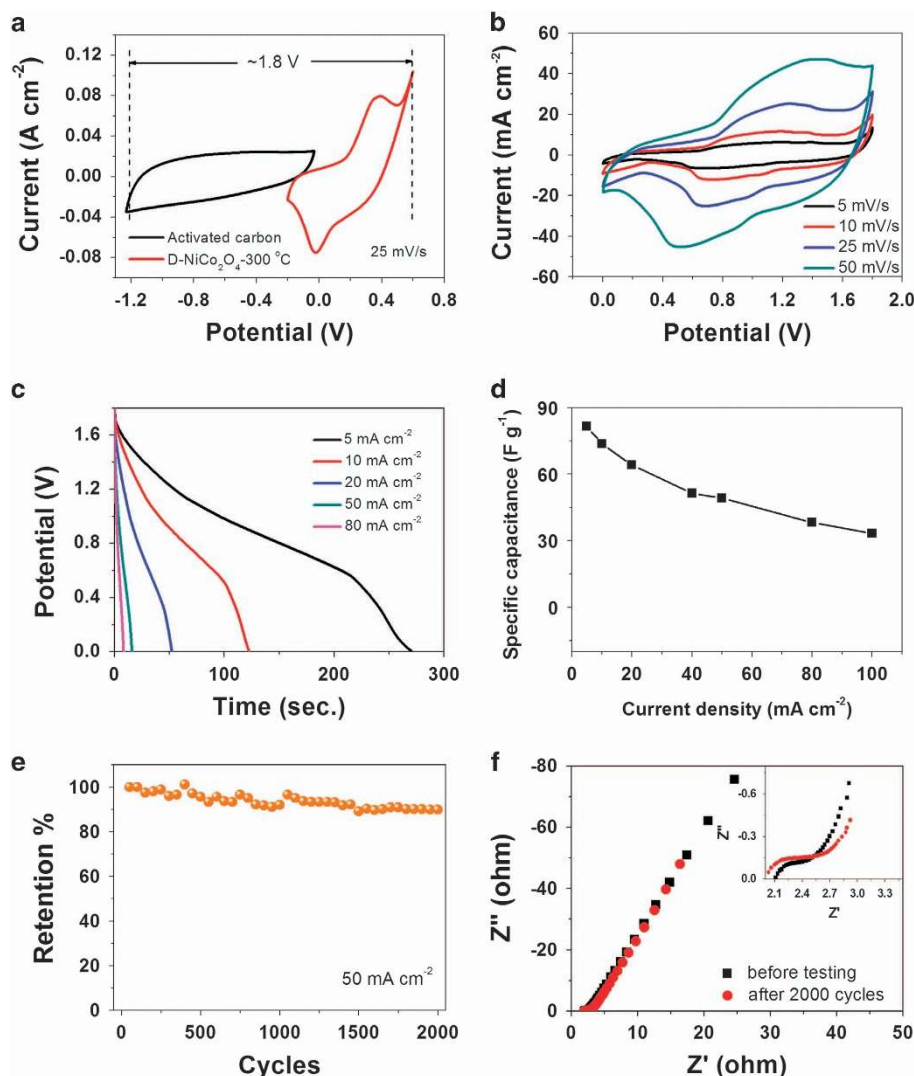 a
Current (A cm⁻²)
0.12
0.08
0.04
0.00
-0.04
-0.08
~1.8 V
Activated carbon
D-NiCo₂O₄-300 °C
25 mV/s
-1.2 -0.8 -0.4 0.0 0.4 0.8
Potential (V)
b
Current (mA cm⁻²)
60
40
20
0
-20
-40
-60
5 mV/s
10 mV/s
25 mV/s
50 mV/s
0.0 0.4 0.8 1.2 1.6 2.0
Potential (V)
c
Potential (V)
1.6
1.2
0.8
0.4
0.0
5 mA cm⁻²
10 mA cm⁻²
20 mA cm⁻²
50 mA cm⁻²
80 mA cm⁻²
0 100 200 300
Time (sec.)
d
Specific capacitance (F g⁻¹)
90
60
30
0
0 20 40 60 80 100
Current density (mA cm⁻²)
e
Retention %
100
80
60
40
20
0
50 mA cm⁻²
0 500 1000 1500 2000
Cycles
f
Z'' (ohm)
-80
-60
-40
-20
0
Z''
-0.6
-0.3
0.0
2.1 2.4 2.7 3.0 3.3
Z'
before testing
after 2000 cycles
0 10 20 30 40 50
Z' (ohm)